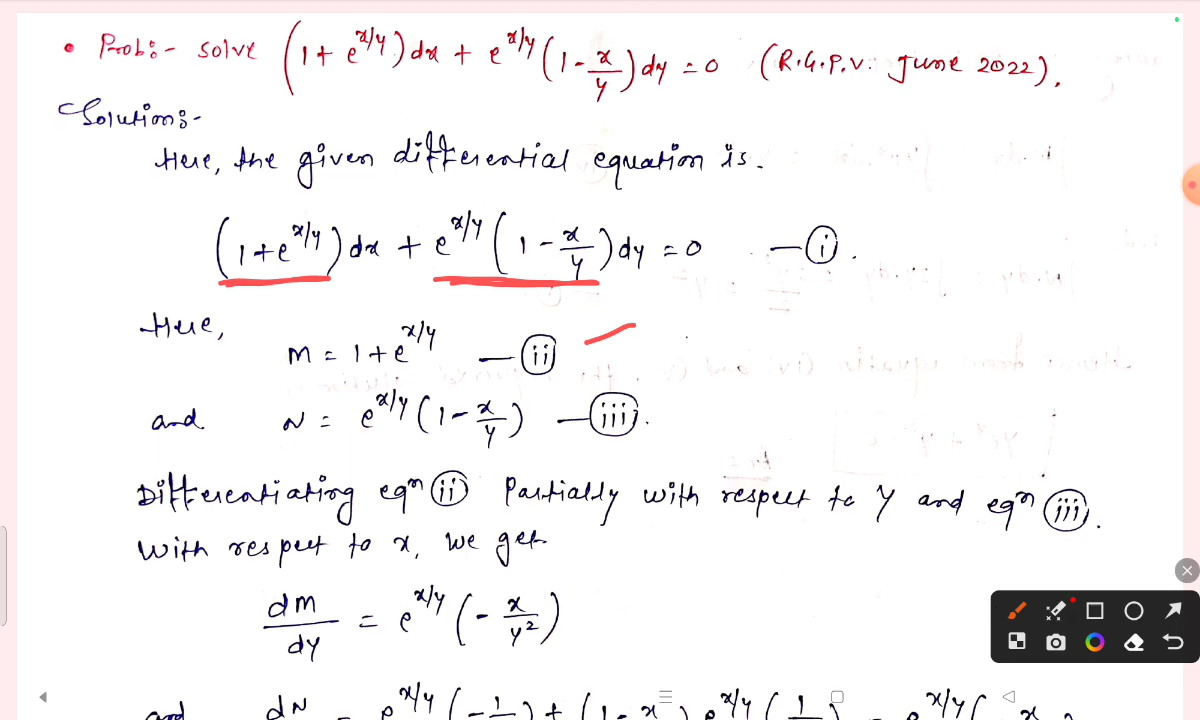 • Prob:- solve (1 + e^{x/y}) dx + e^{x/y} (1 - x/y) dy = 0 (R.G.P.V. June 2022).
Solution:-
Here, the given differential equation is.
(1 + e^{x/y}) dx + e^{x/y} (1 - x/y) dy = 0 — (i).
Here,
M = 1 + e^{x/y} — (ii)
and N = e^{x/y} (1 - x/y) — (iii).
Differentiating eqⁿ (ii) Partially with respect to y and eqⁿ (iii).
with respect to x, we get
dM/dy = e^{x/y} (- x/y²)
and dN